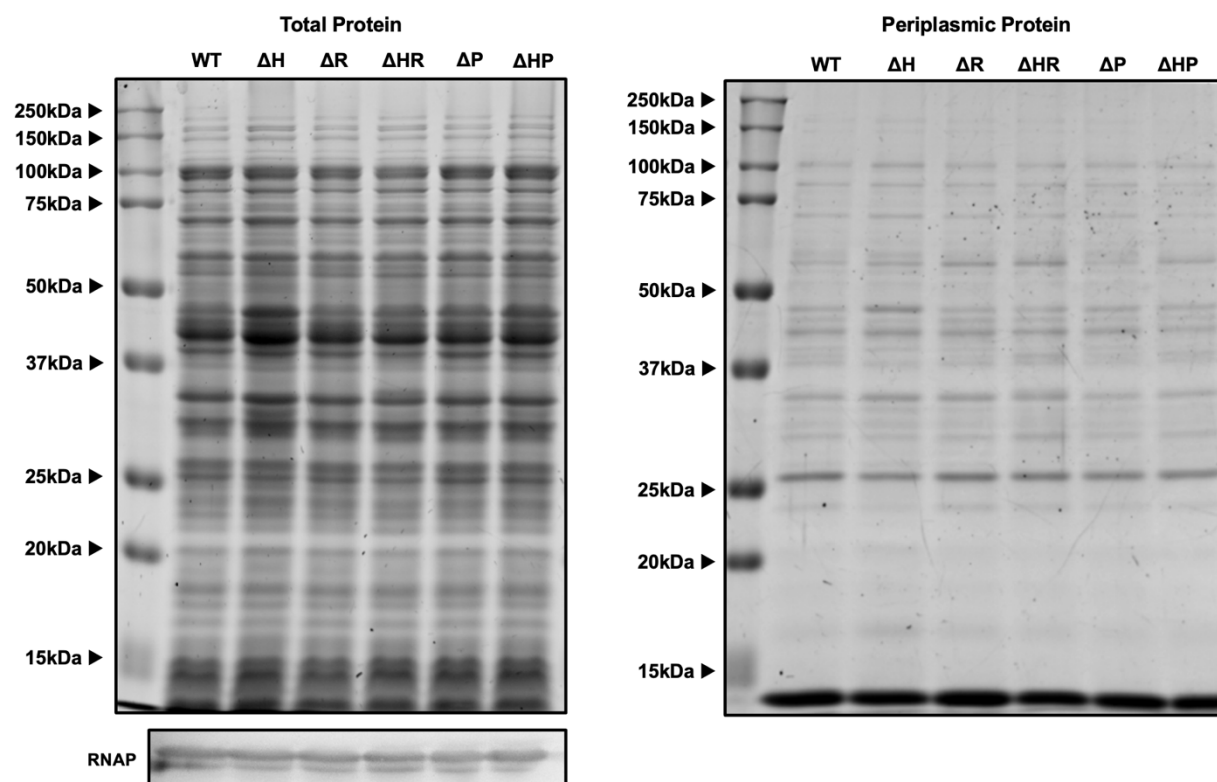 Total Protein
WT ΔH ΔR ΔHR ΔP ΔHP
250kDa
150kDa
100kDa
75kDa
50kDa
37kDa
25kDa
20kDa
15kDa
RNAP
Periplasmic Protein
WT ΔH ΔR ΔHR ΔP ΔHP
250kDa
150kDa
100kDa
75kDa
50kDa
37kDa
25kDa
20kDa
15kDa